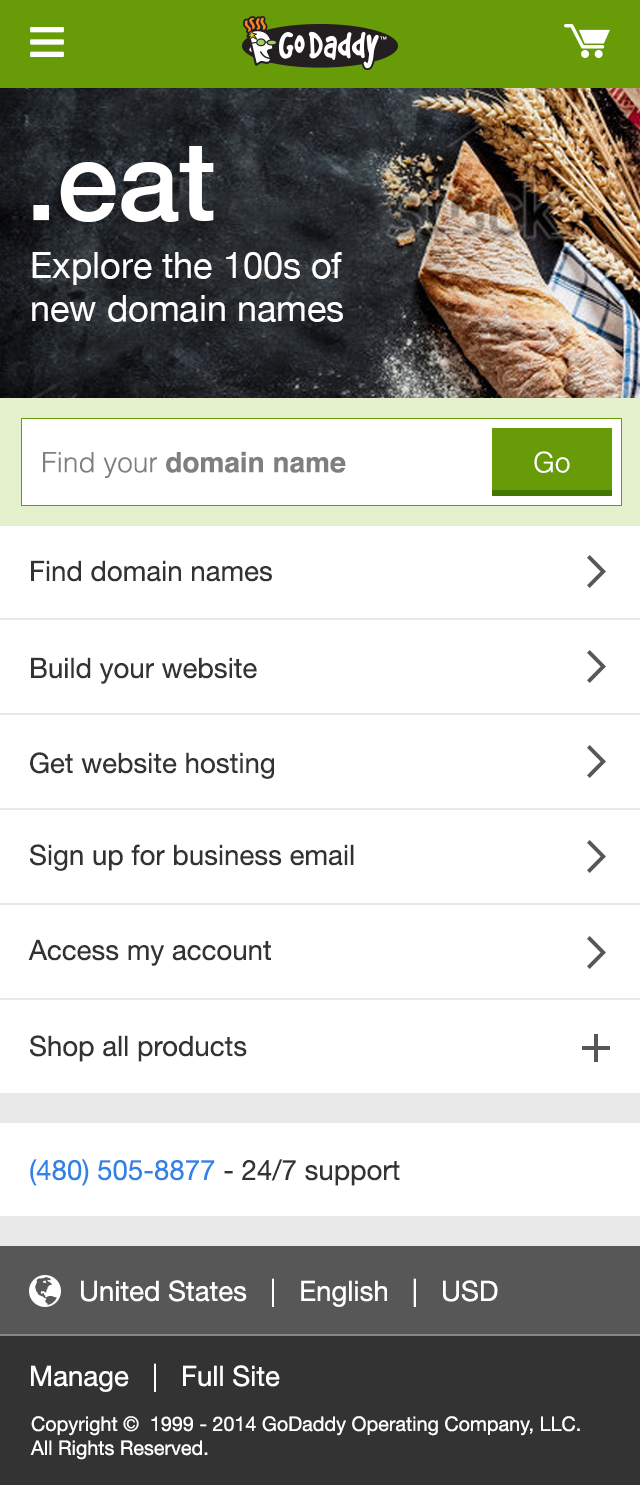 GoDaddy™
.eat
stock
Explore the 100s of
new domain names
Find your domain name
Go
Find domain names
Build your website
Get website hosting
Sign up for business email
Access my account
Shop all products
(480) 505-8877 - 24/7 support
United States | English | USD
Manage | Full Site
Copyright © 1999 - 2014 GoDaddy Operating Company, LLC.
All Rights Reserved.